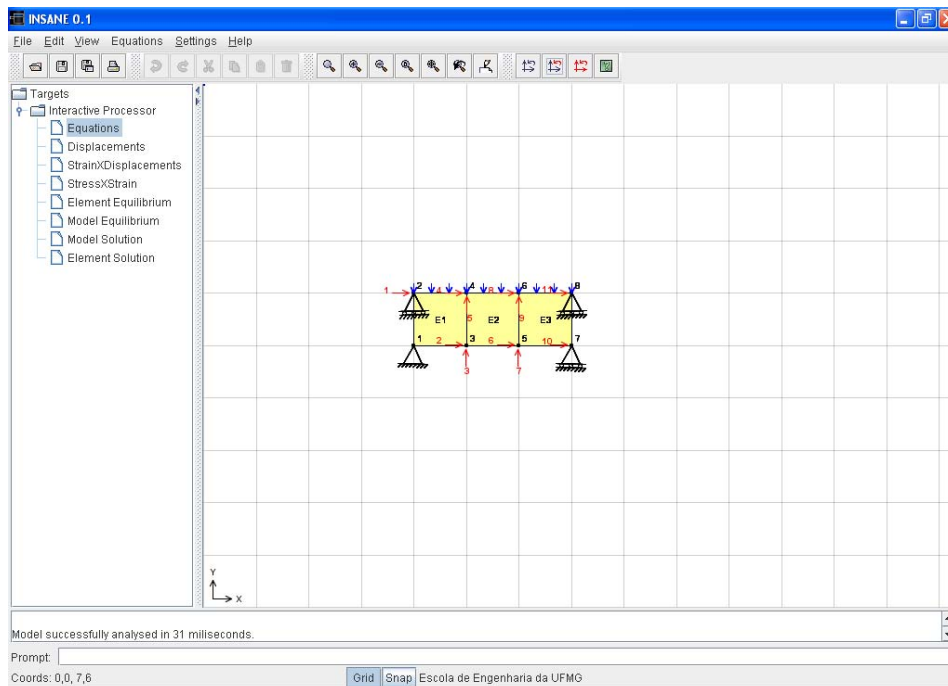 INSANE 0.1
File Edit View Equations Settings Help
Targets
Interactive Processor
Equations
Displacements
StrainXDisplacements
StressXStrain
Element Equilibrium
Model Equilibrium
Model Solution
Element Solution
2 4 6 8
1 4 8 11
5 9
E1 E2 E3
1 3 5 7
2 6 10
3 7
Y
X
Model successfully analysed in 31 miliseconds.
Prompt:
Coords: 0,0, 7,6 Grid Snap Escola de Engenharia da UFMG